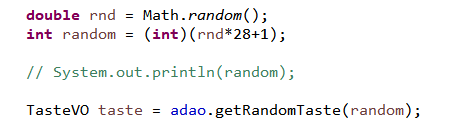 double rnd = Math.random();
int random = (int)(rnd*28+1);
// System.out.println(random);
TasteVO taste = adao.getRandomTaste(random);